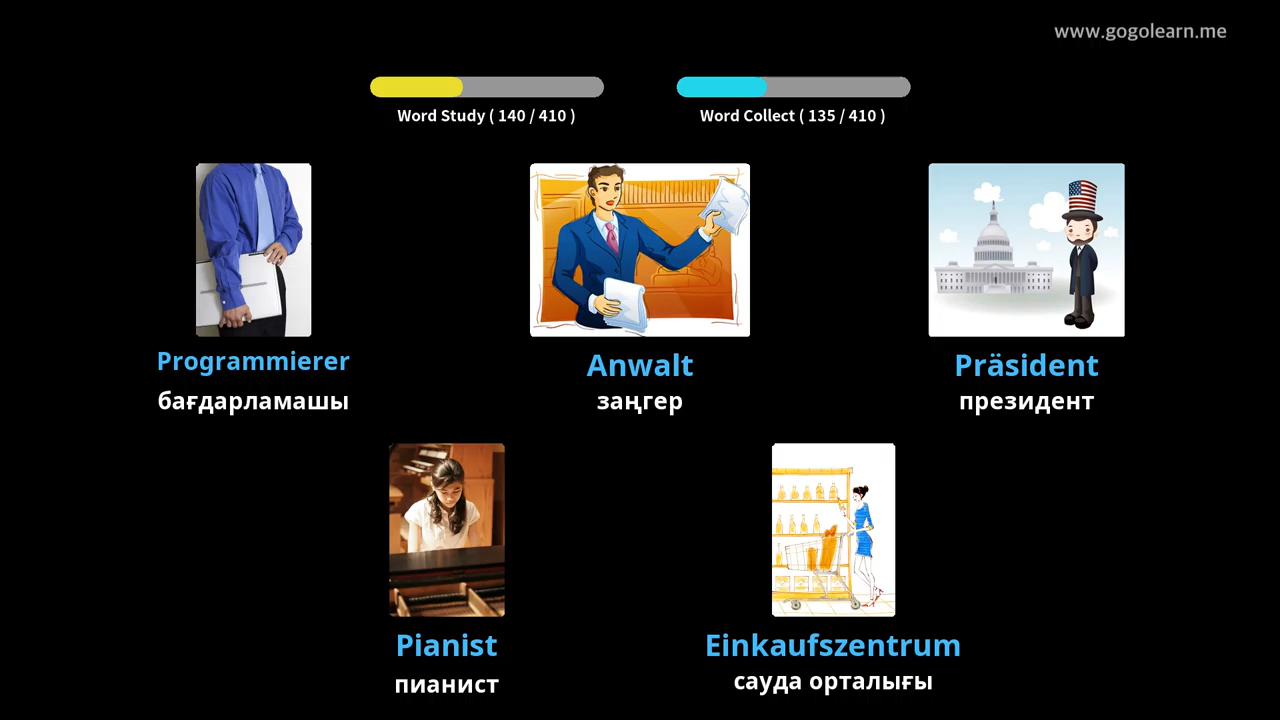 www.gogolearn.me
Word Study ( 140 / 410 )
Word Collect ( 135 / 410 )
Programmierer
бағдарламашы
Anwalt
заңгер
Präsident
президент
Pianist
пианист
Einkaufszentrum
сауда орталығы